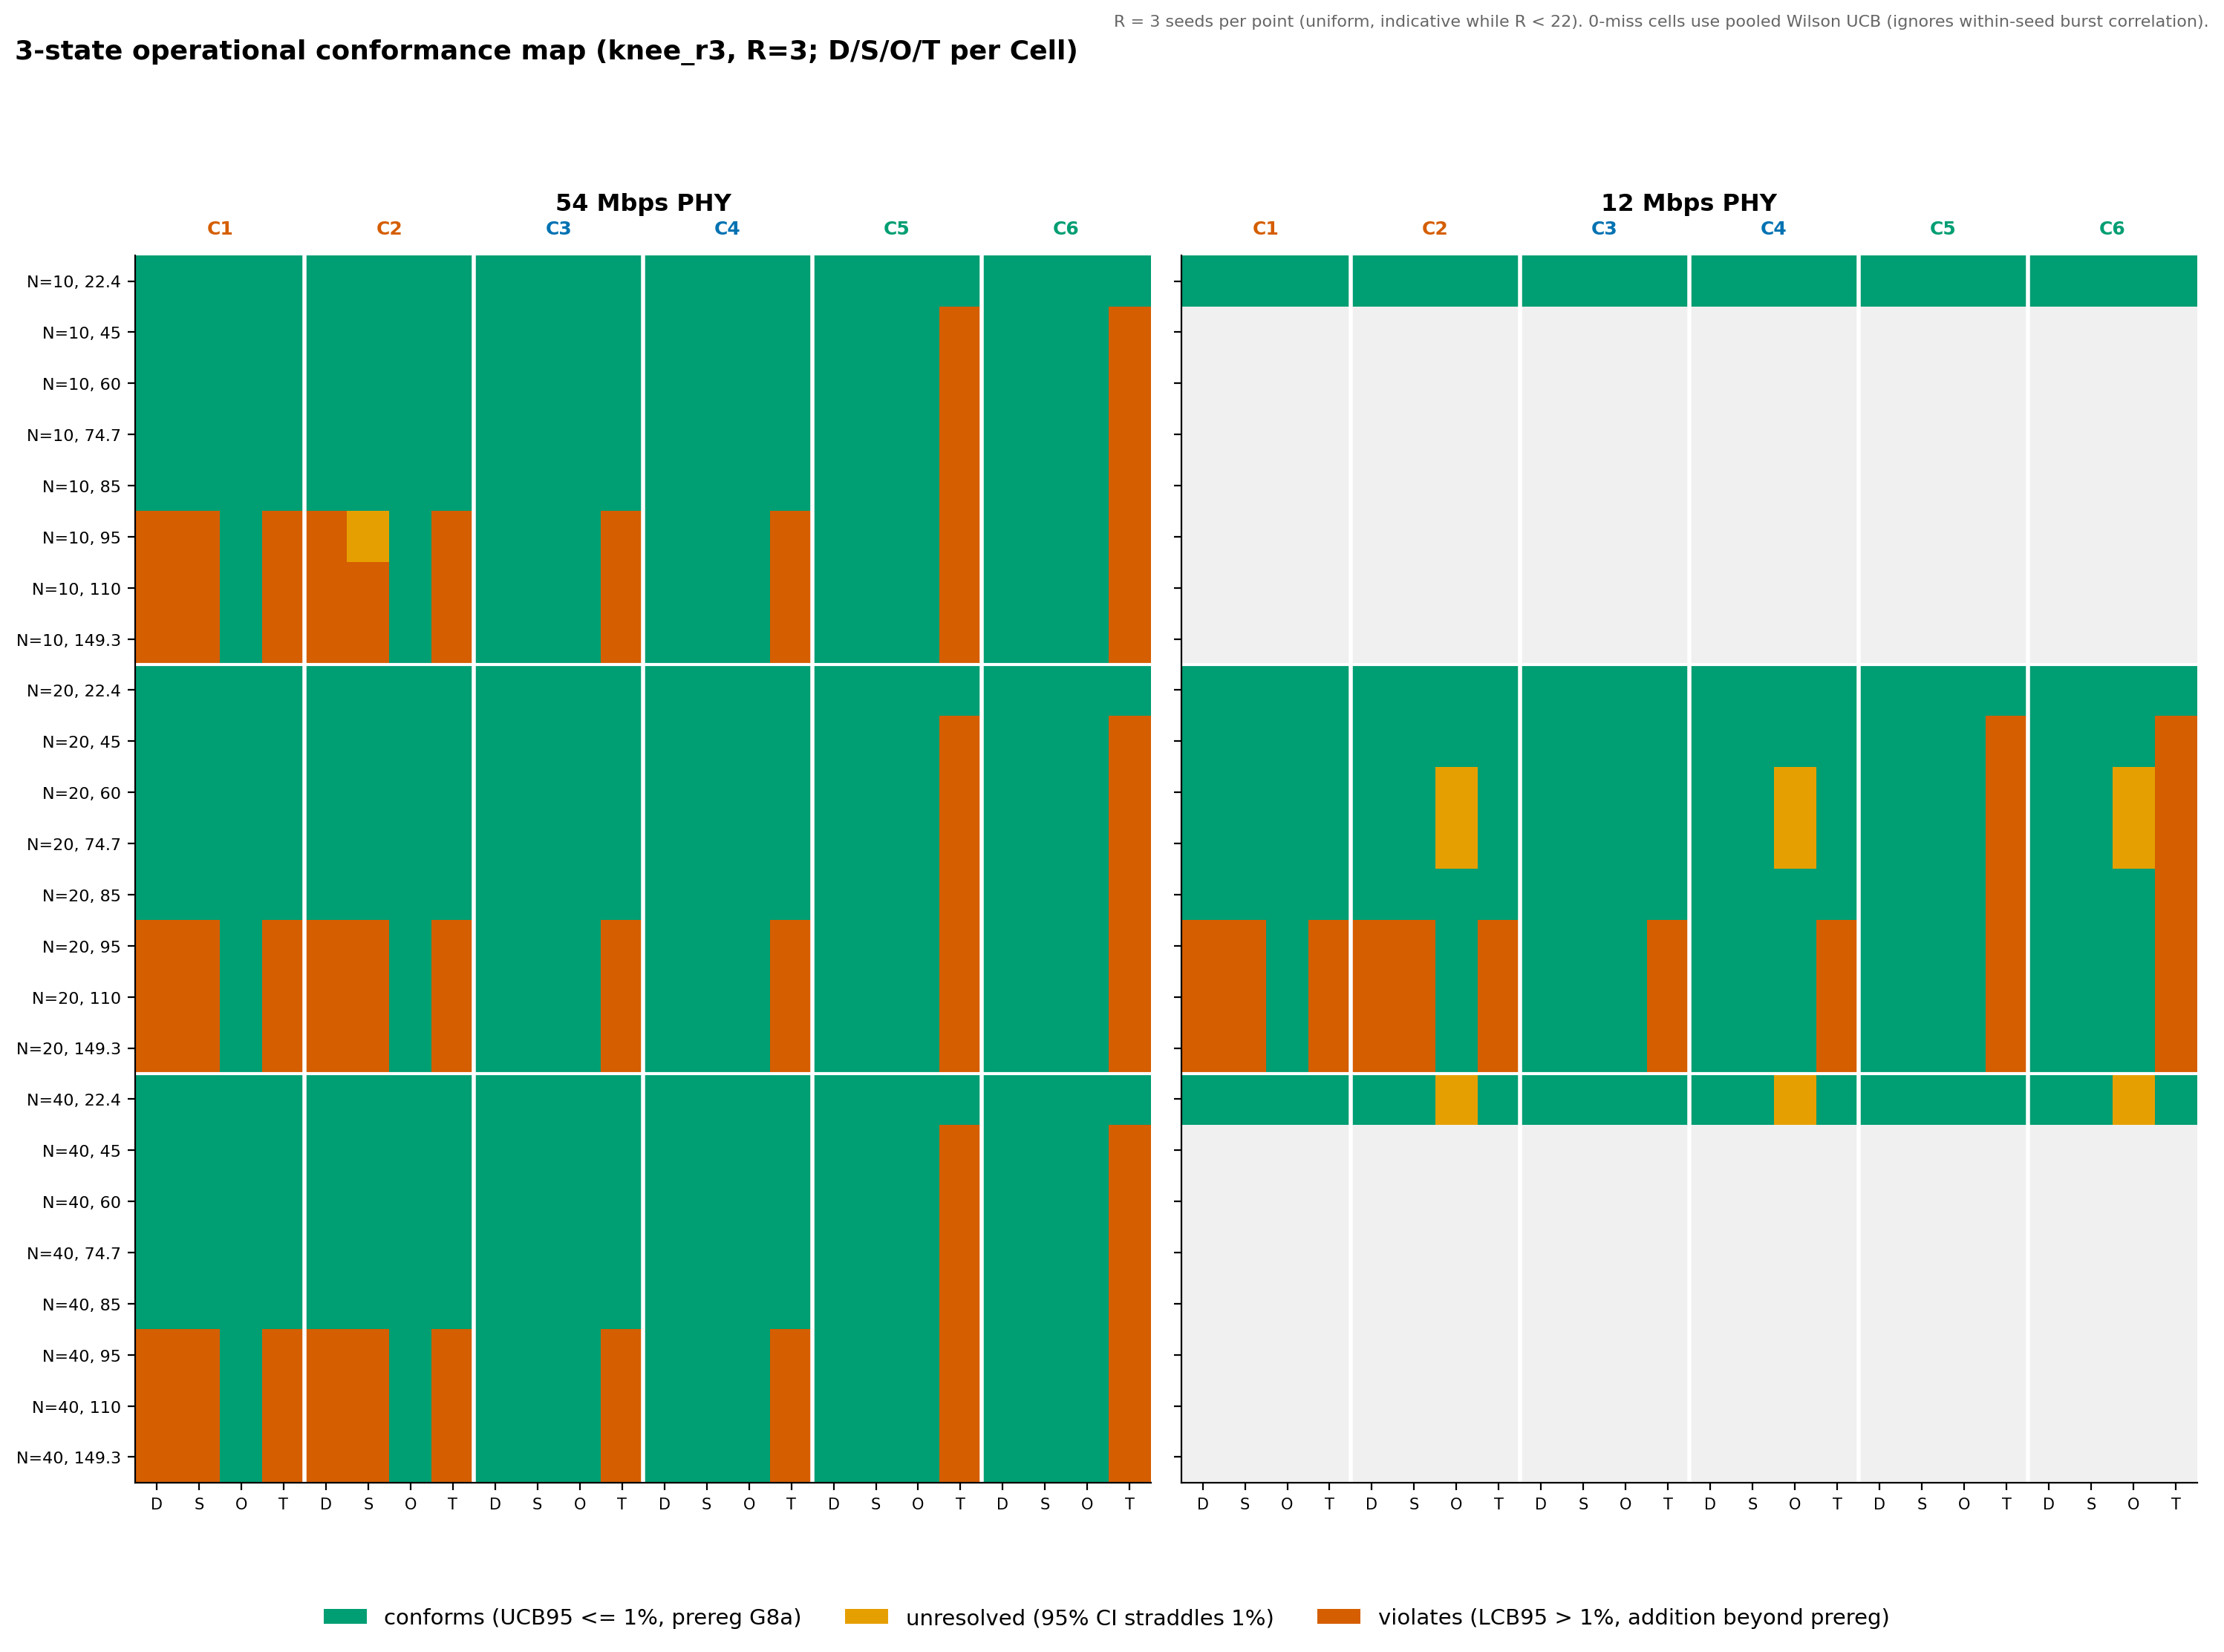 R = 3 seeds per point (uniform, indicative while R < 22). 0-miss cells use pooled Wilson UCB (ignores within-seed burst correlation).
3-state operational conformance map (knee_r3, R=3; D/S/O/T per Cell)
54 Mbps PHY
12 Mbps PHY
C1 C2 C3 C4 C5 C6
C1 C2 C3 C4 C5 C6
N=10, 22.4
N=10, 45
N=10, 60
N=10, 74.7
N=10, 85
N=10, 95
N=10, 110
N=10, 149.3
N=20, 22.4
N=20, 45
N=20, 60
N=20, 74.7
N=20, 85
N=20, 95
N=20, 110
N=20, 149.3
N=40, 22.4
N=40, 45
N=40, 60
N=40, 74.7
N=40, 85
N=40, 95
N=40, 110
N=40, 149.3
D S O T D S O T D S O T D S O T D S O T D S O T
D S O T D S O T D S O T D S O T D S O T D S O T
conforms (UCB95 <= 1%, prereg G8a)
unresolved (95% CI straddles 1%)
violates (LCB95 > 1%, addition beyond prereg)